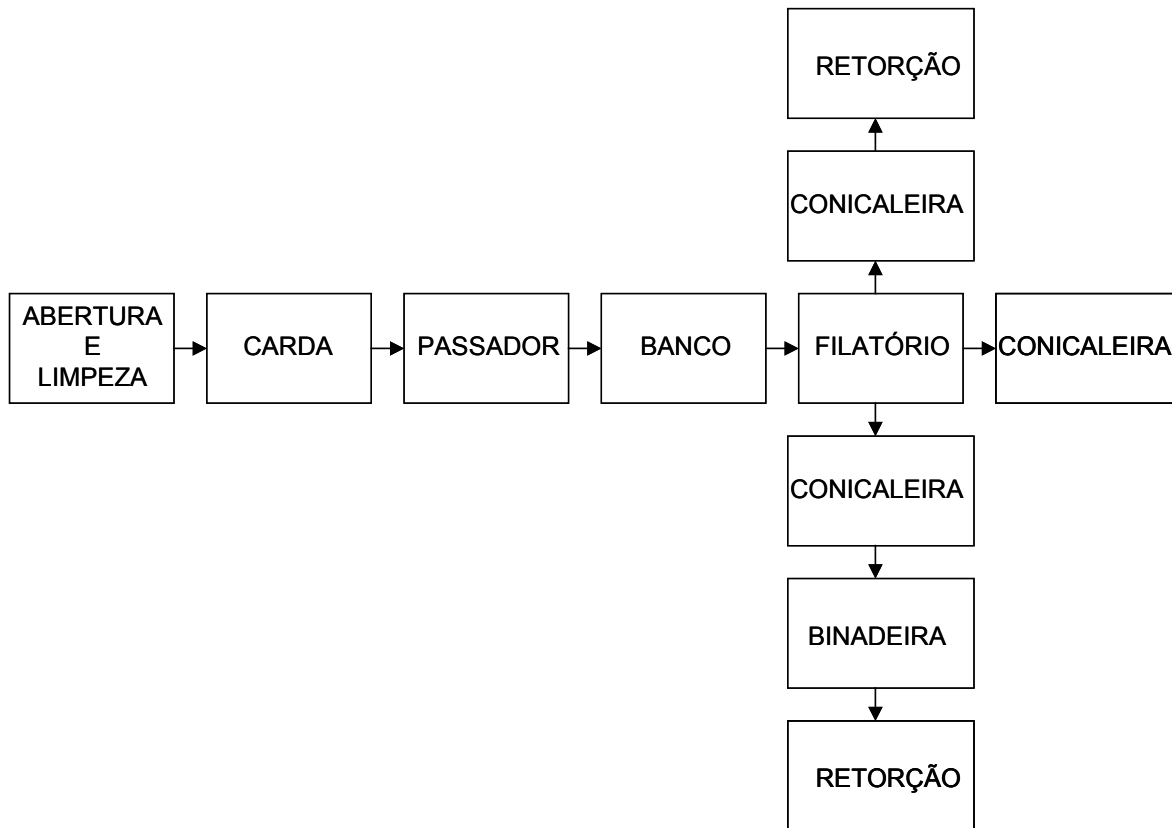 RETORÇÃO
CONICALEIRA
ABERTURA
E
LIMPEZA
CARDA
PASSADOR
BANCO
FILATÓRIO
CONICALEIRA
CONICALEIRA
BINADEIRA
RETORÇÃO